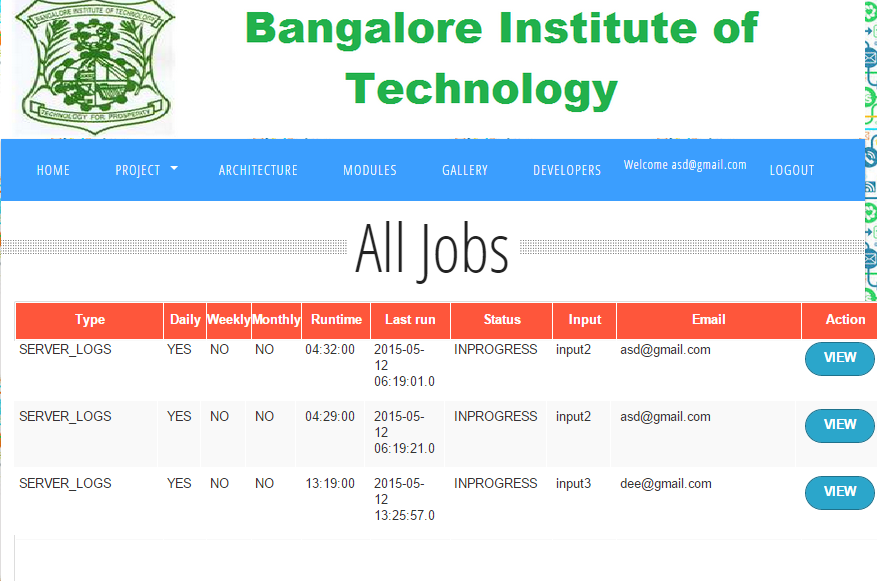 BANGALORE INSTITUTE OF TECHNOLOGY
TECHNOLOGY FOR PROSPERITY
Bangalore Institute of
Technology
HOME PROJECT ARCHITECTURE MODULES GALLERY DEVELOPERS Welcome asd@gmail.com LOGOUT
All Jobs
Type Daily Weekly Monthly Runtime Last run Status Input Email Action
SERVER_LOGS YES NO NO 04:32:00 2015-05- INPROGRESS input2 asd@gmail.com VIEW
12
06:19:01.0
SERVER_LOGS YES NO NO 04:29:00 2015-05- INPROGRESS input2 asd@gmail.com VIEW
12
06:19:21.0
SERVER_LOGS YES NO NO 13:19:00 2015-05- INPROGRESS input3 dee@gmail.com VIEW
12
13:25:57.0